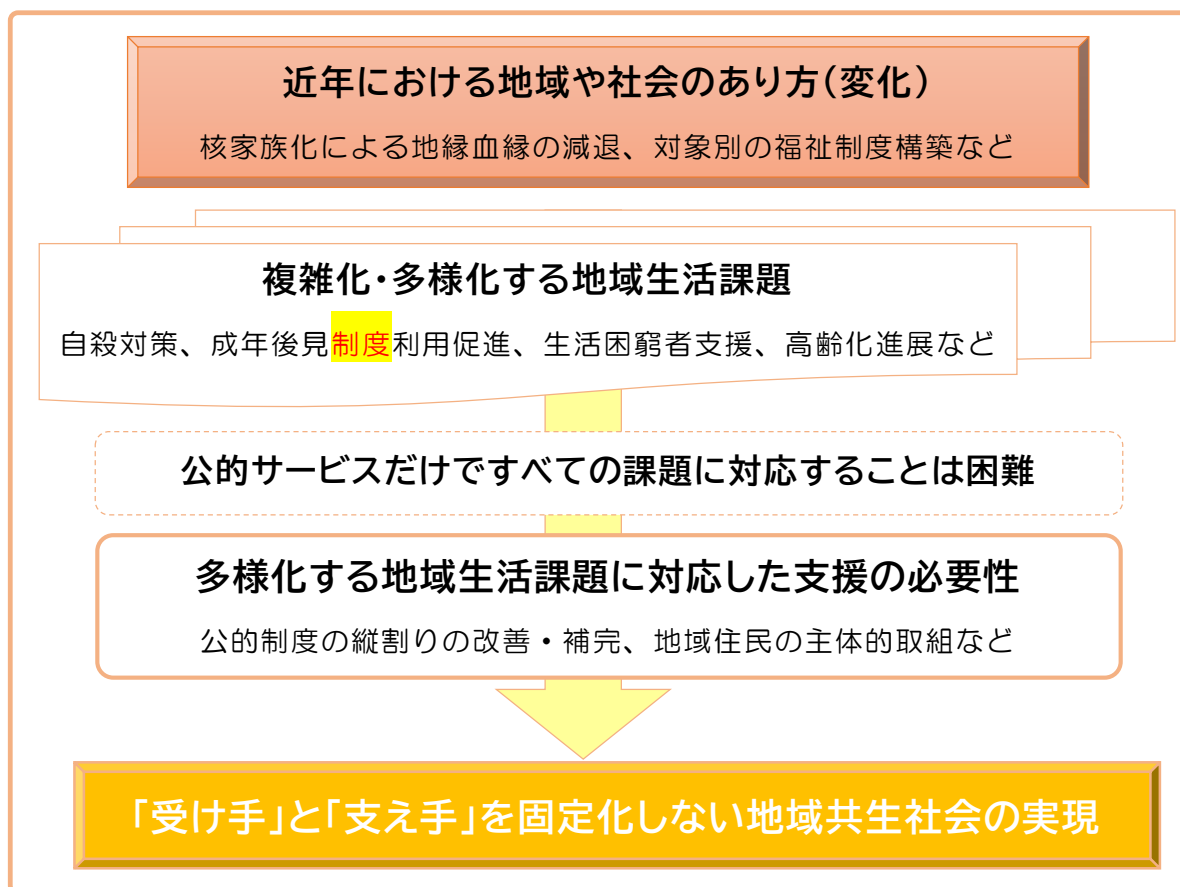 近年における地域や社会のあり方（変化）
核家族化による地縁血縁の減退、対象別の福祉制度構築など
複雑化・多様化する地域生活課題
自殺対策、成年後見制度利用促進、生活困窮者支援、高齢化進展など
公的サービスだけですべての課題に対応することは困難
多様化する地域生活課題に対応した支援の必要性
公的制度の縦割りの改善・補完、地域住民の主体的取組など
「受け手」と「支え手」を固定化しない地域共生社会の実現